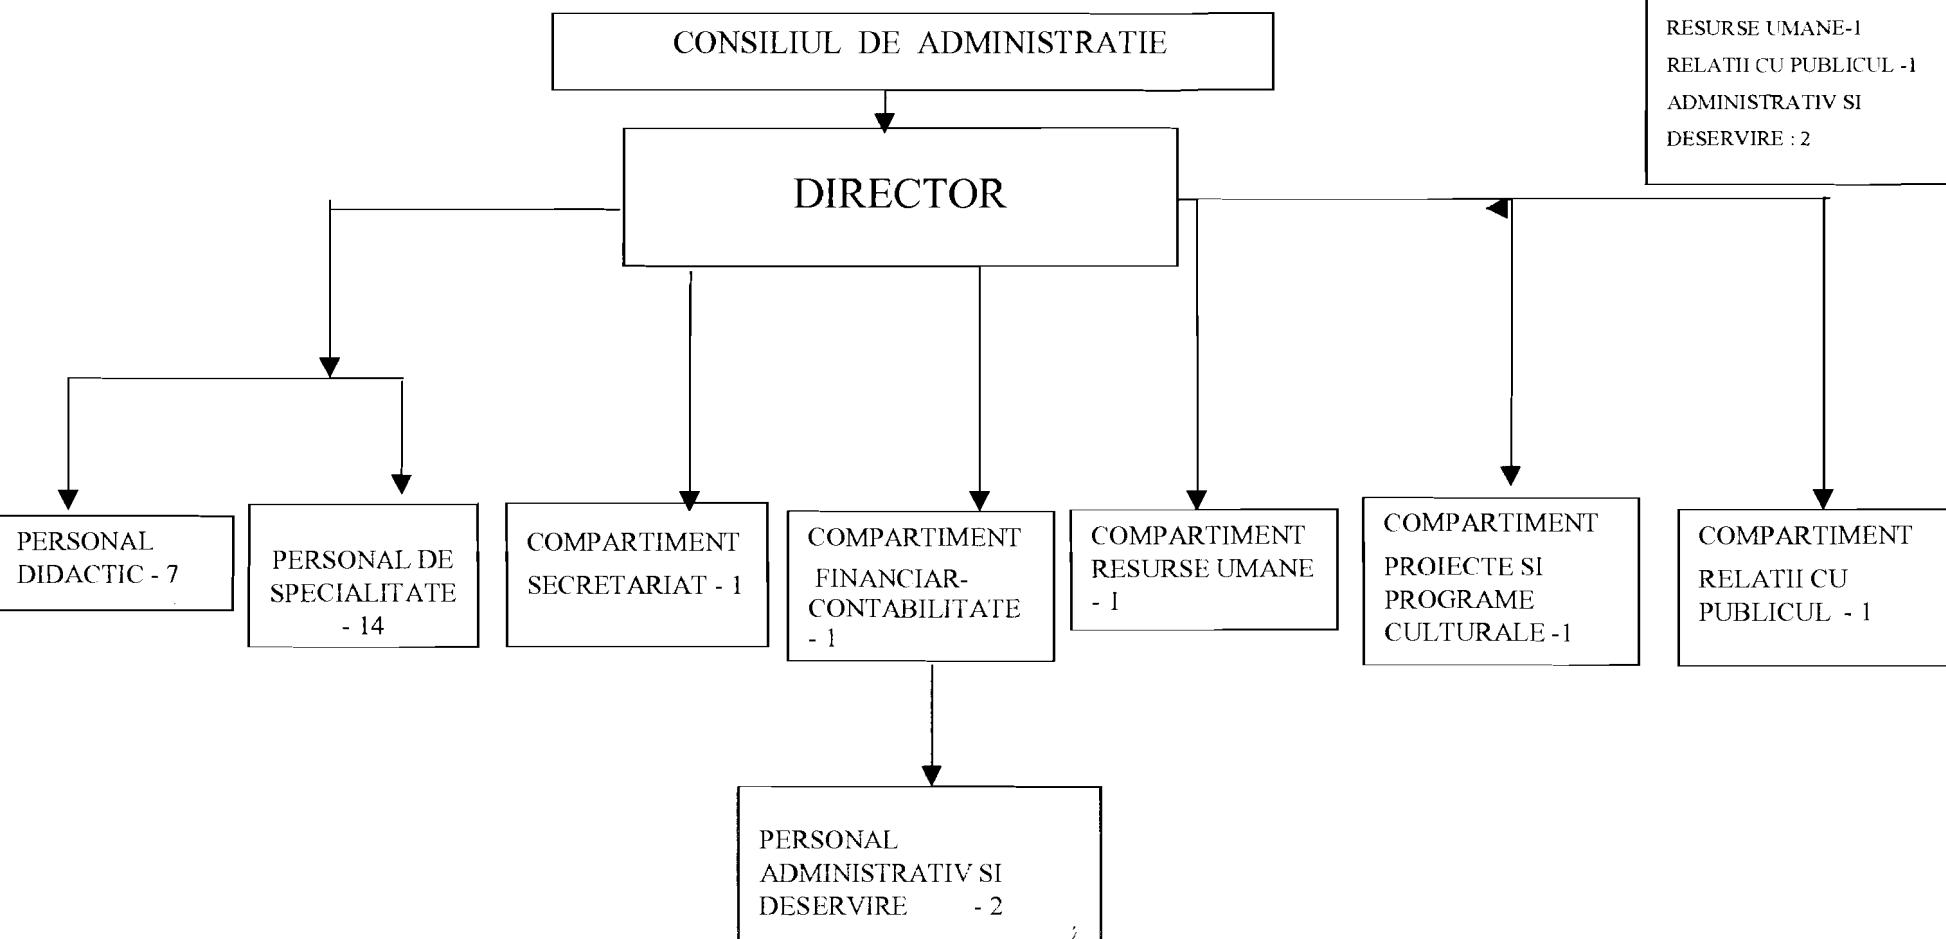 CONSILIUL DE ADMINISTRATIE
RESURSE UMANE-1
RELATII CU PUBLICUL -1
ADMINISTRATIV SI
DESERVIRE : 2
DIRECTOR
PERSONAL
DIDACTIC - 7
PERSONAL DE
SPECIALITATE
- 14
COMPARTIMENT
SECRETARIAT - 1
COMPARTIMENT
FINANCIAR-
CONTABILITATE
- 1
COMPARTIMENT
RESURSE UMANE
- 1
COMPARTIMENT
PROIECTE SI
PROGRAME
CULTURALE -1
COMPARTIMENT
RELATII CU
PUBLICUL - 1
PERSONAL
ADMINISTRATIV SI
DESERVIRE - 2